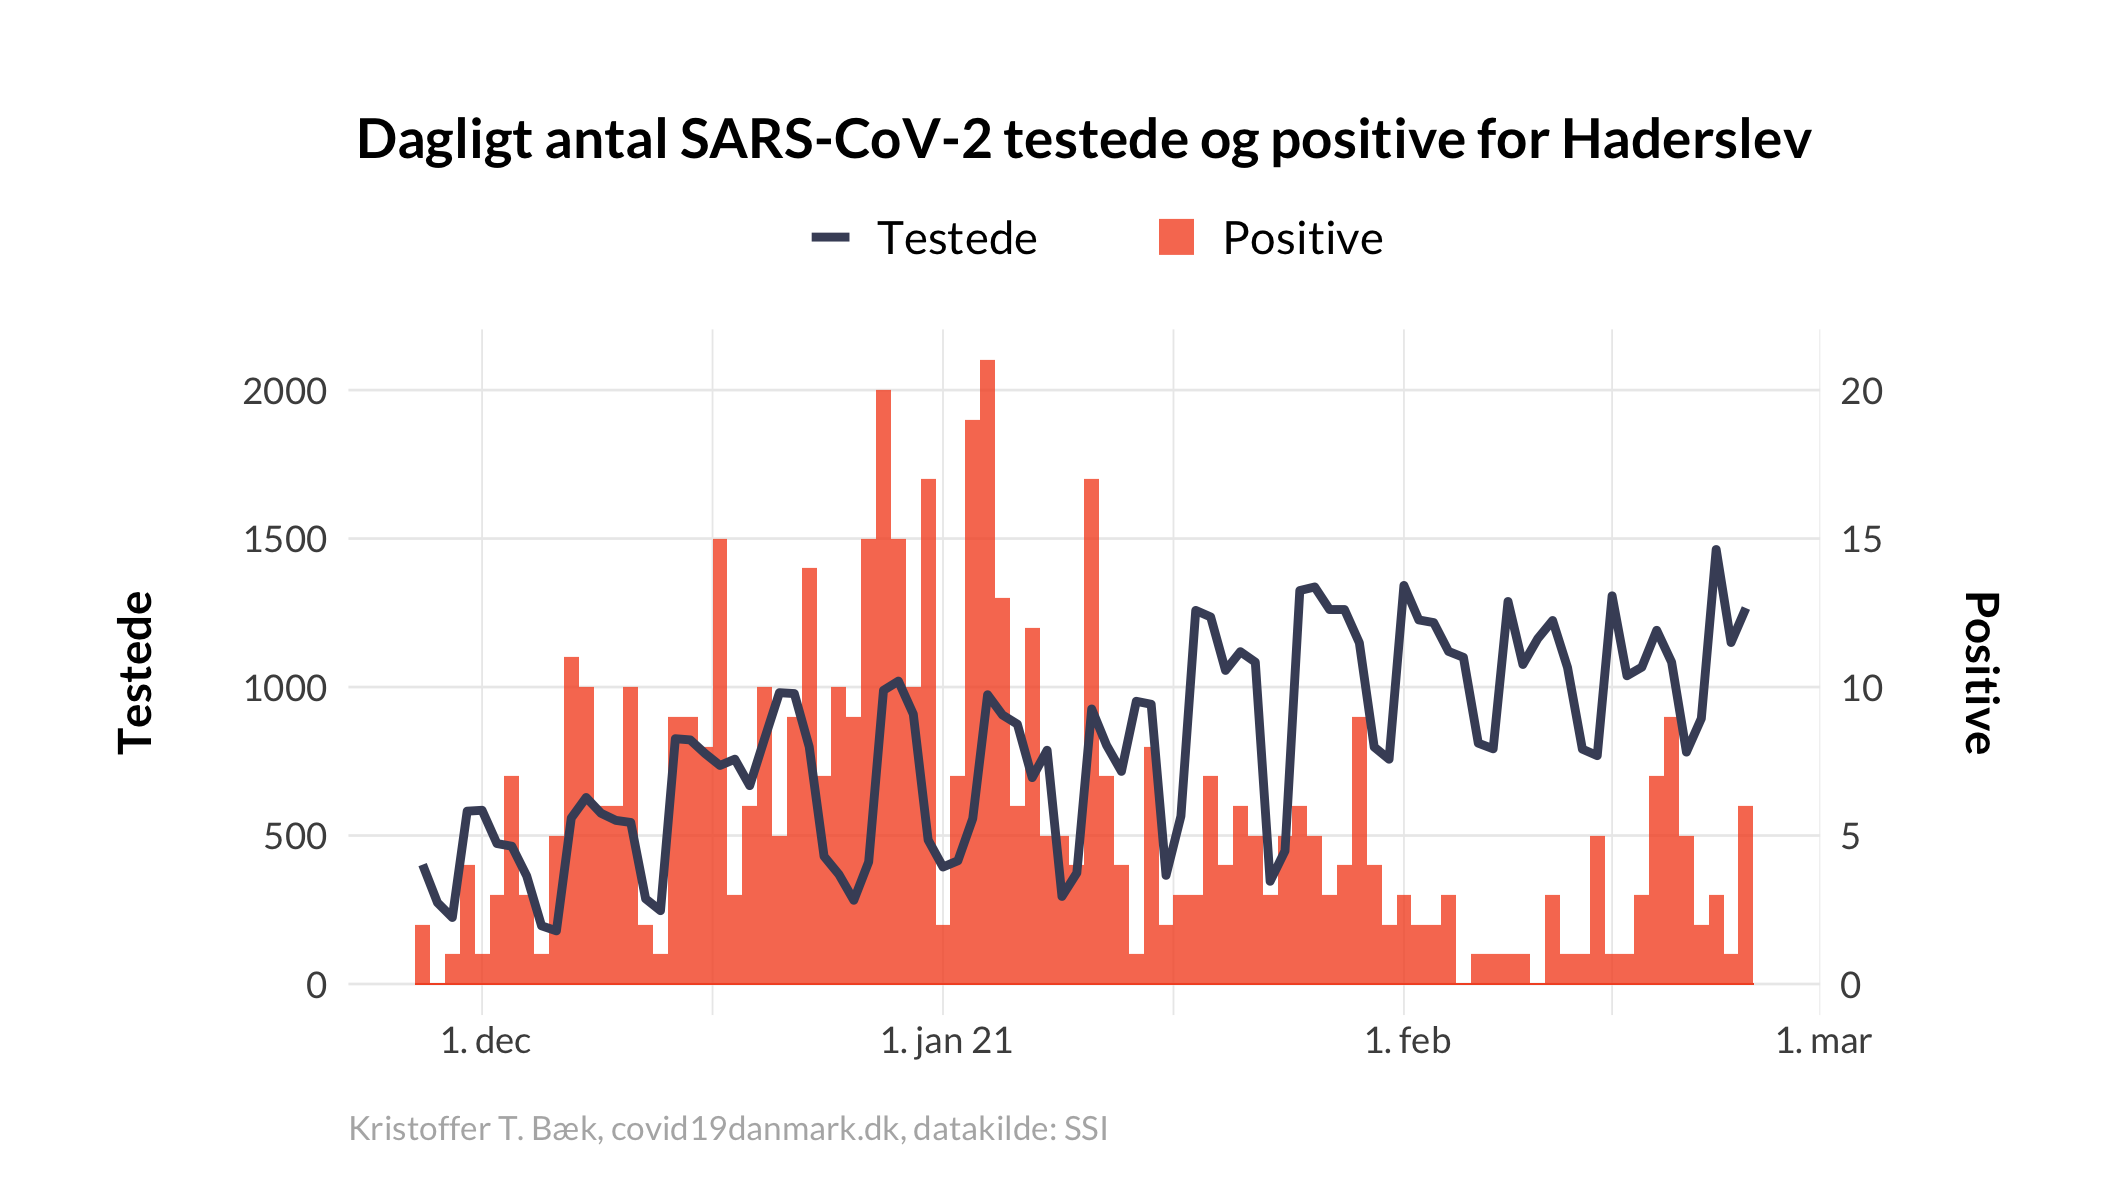 Dagligt antal SARS-CoV-2 testede og positive for Haderslev
Testede Positive
2000 20
1500 15
1000 10
500 5
0 0
Testede
Positive
1. dec 1. jan 21 1. feb 1. mar
Kristoffer T. Bæk, covid19danmark.dk, datakilde: SSI